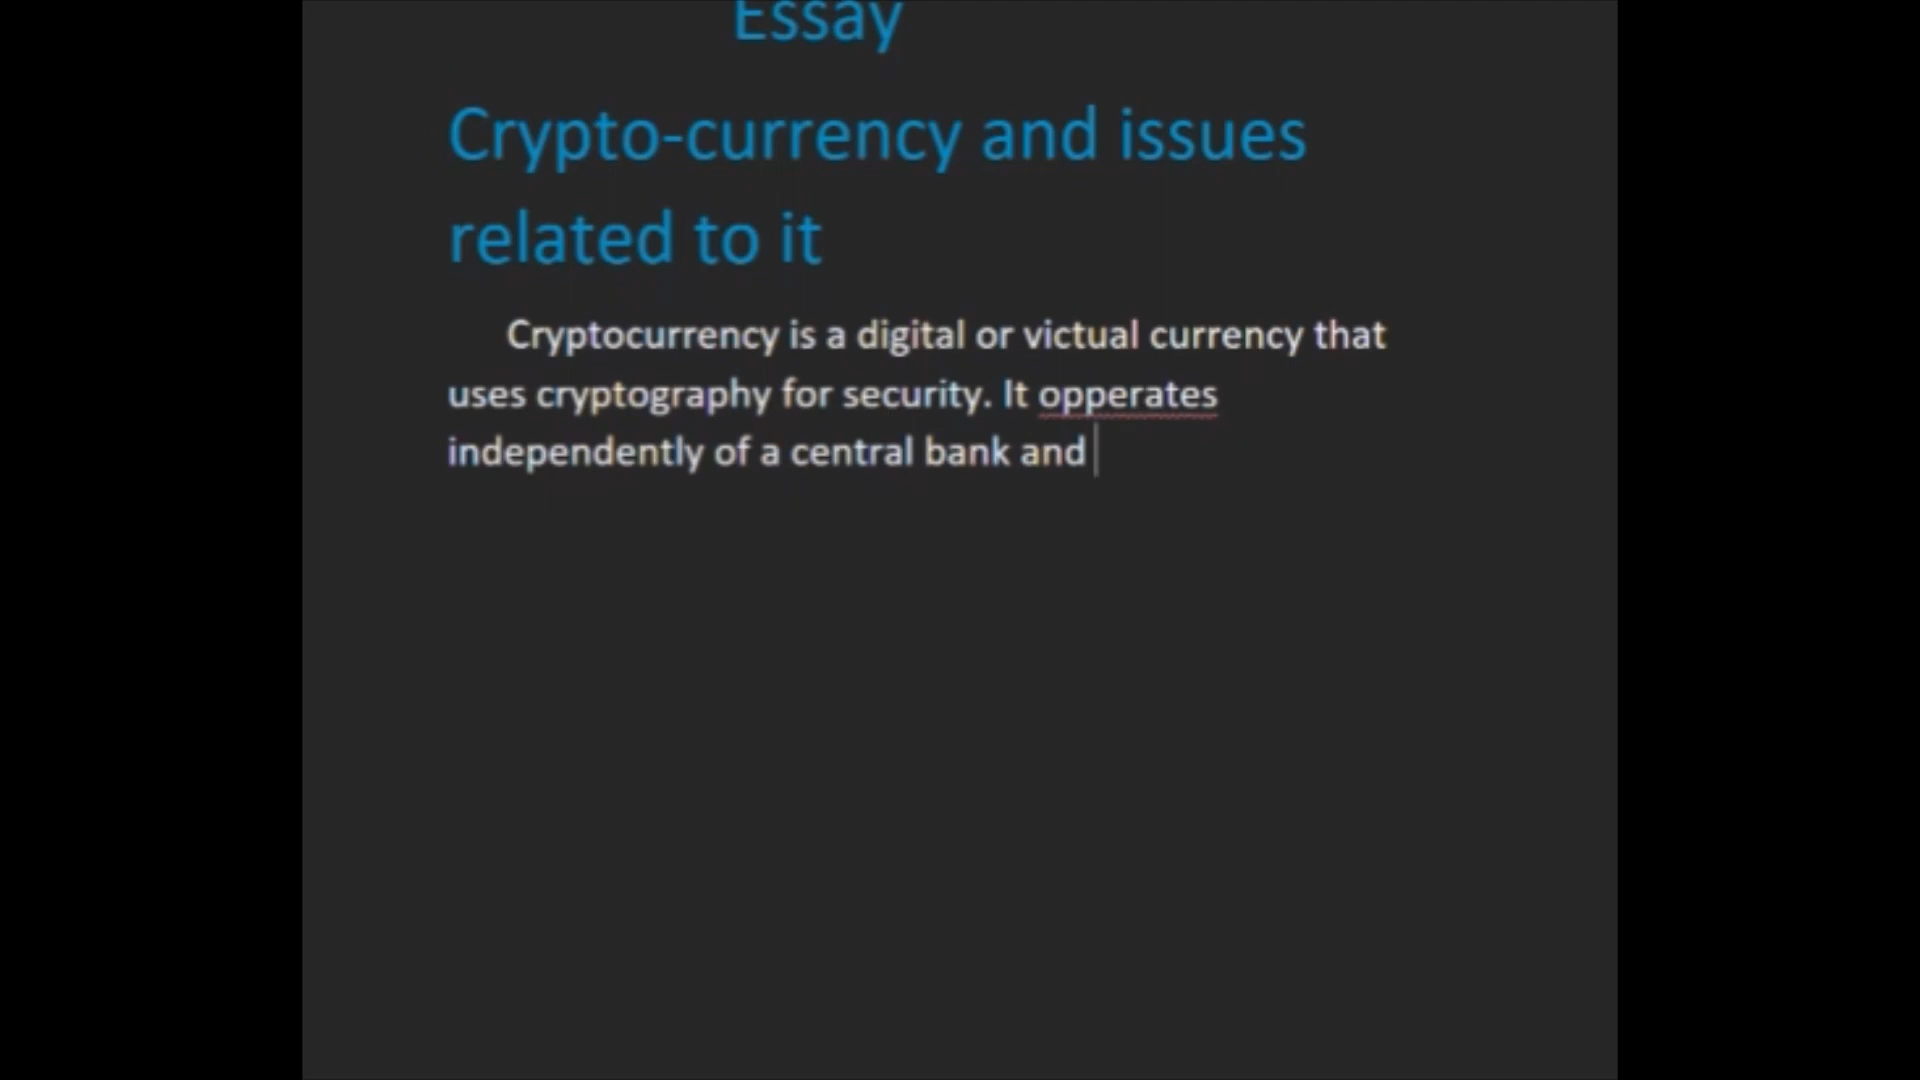 Essay
Crypto-currency and issues
related to it
Cryptocurrency is a digital or victual currency that
uses cryptography for security. It opperates
independently of a central bank and